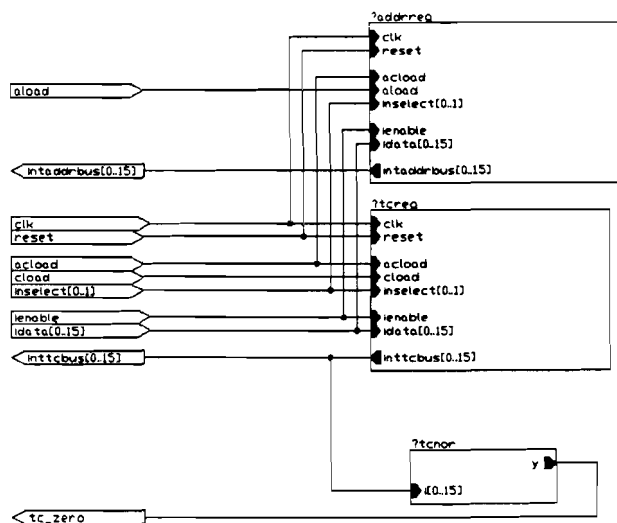 ?addrreg
clk
reset
acload
aload
aload
inselect[0..1]
ienable
idata[0..15]
intaddrbus[0..15]
intaddrbus[0..15]
?tcreg
clk
clk
reset
reset
acload
acload
cload
cload
inselect[0..1]
inselect[0..1]
ienable
ienable
idata[0..15]
idata[0..15]
inttcbus[0..15]
inttcbus[0..15]
?tcnor
y
i[0..15]
tc_zero